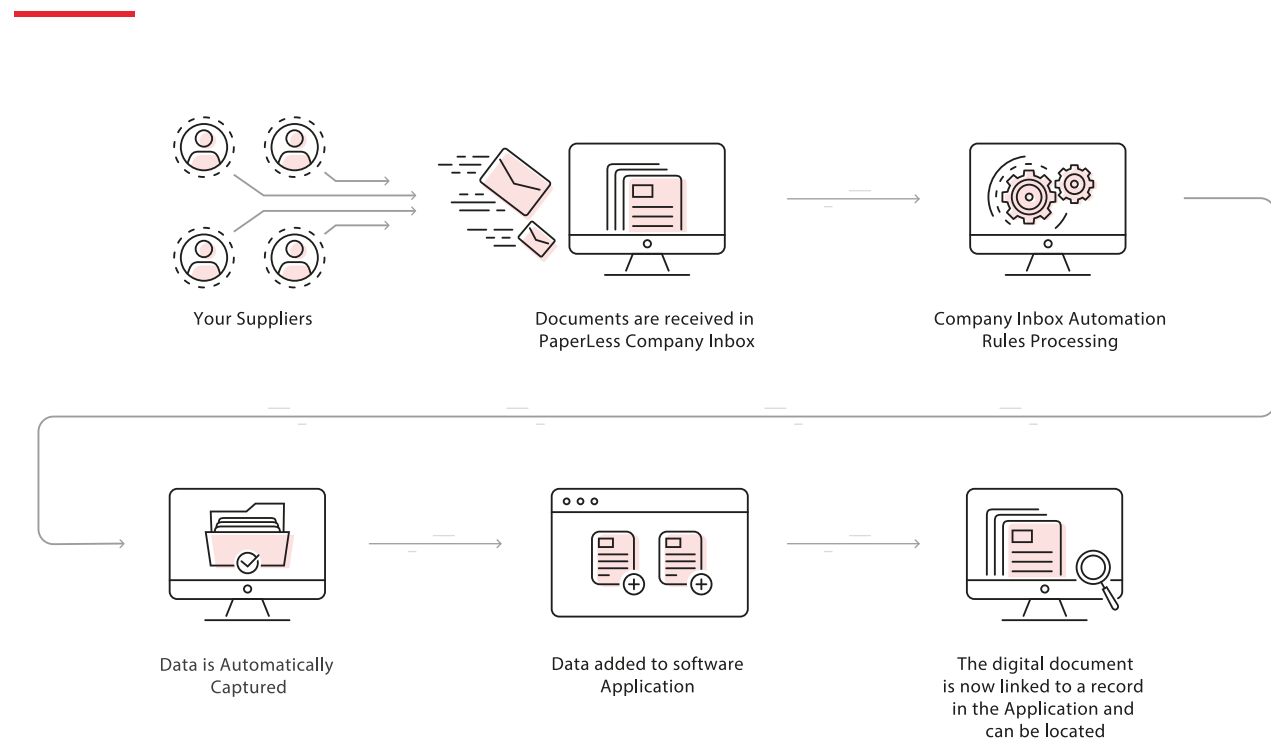 Your Suppliers
Documents are received in
PaperLess Company Inbox
Company Inbox Automation
Rules Processing
Data is Automatically
Captured
Data added to software
Application
The digital document
is now linked to a record
in the Application and
can be located